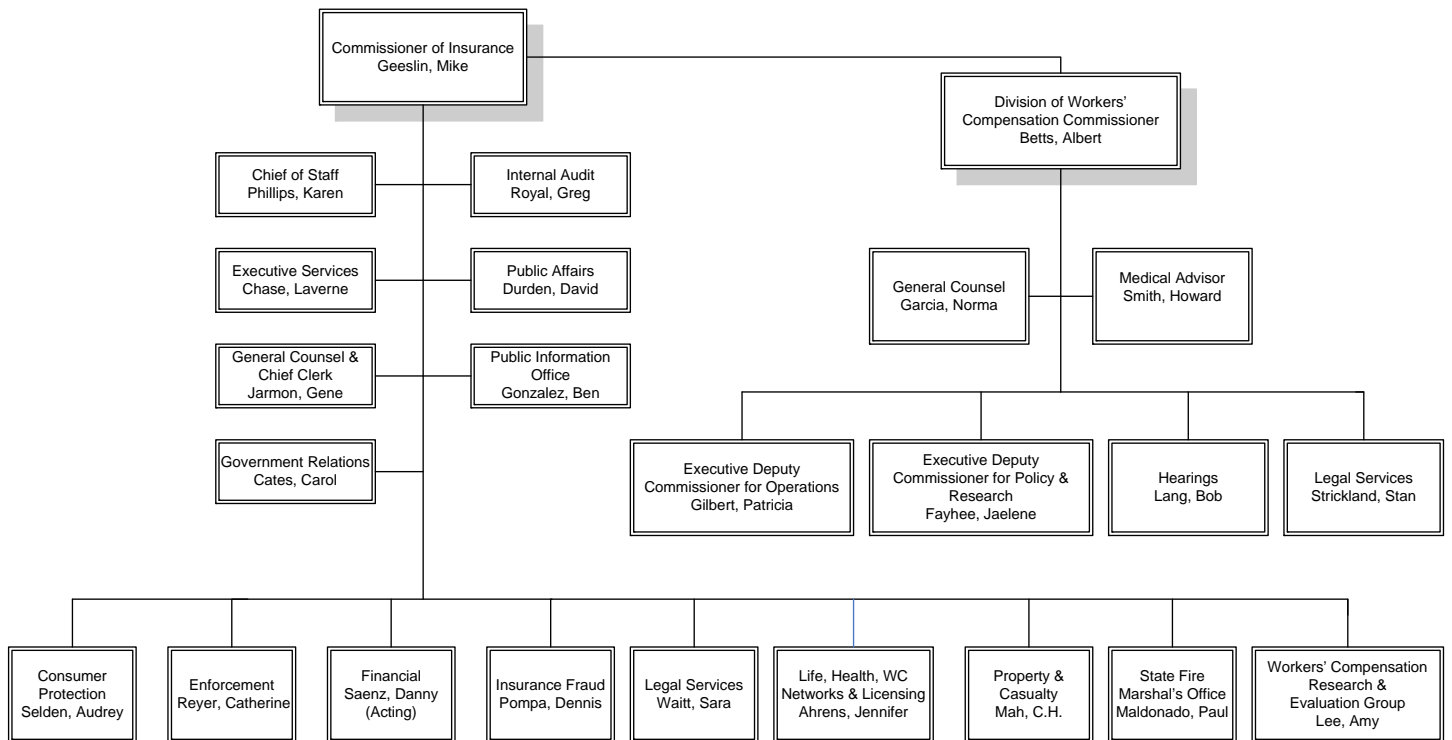 Commissioner of Insurance
Geeslin, Mike
Division of Workers'
Compensation Commissioner
Betts, Albert
Chief of Staff
Phillips, Karen
Internal Audit
Royal, Greg
Executive Services
Chase, Laverne
Public Affairs
Durden, David
General Counsel
Garcia, Norma
Medical Advisor
Smith, Howard
General Counsel &
Chief Clerk
Jarmon, Gene
Public Information
Office
Gonzalez, Ben
Government Relations
Cates, Carol
Executive Deputy
Commissioner for Operations
Gilbert, Patricia
Executive Deputy
Commissioner for Policy &
Research
Fayhee, Jaelene
Hearings
Lang, Bob
Legal Services
Strickland, Stan
Consumer
Protection
Selden, Audrey
Enforcement
Reyer, Catherine
Financial
Saenz, Danny
(Acting)
Insurance Fraud
Pompa, Dennis
Legal Services
Waitt, Sara
Life, Health, WC
Networks & Licensing
Ahrens, Jennifer
Property &
Casualty
Mah, C.H.
State Fire
Marshal's Office
Maldonado, Paul
Workers' Compensation
Research &
Evaluation Group
Lee, Amy